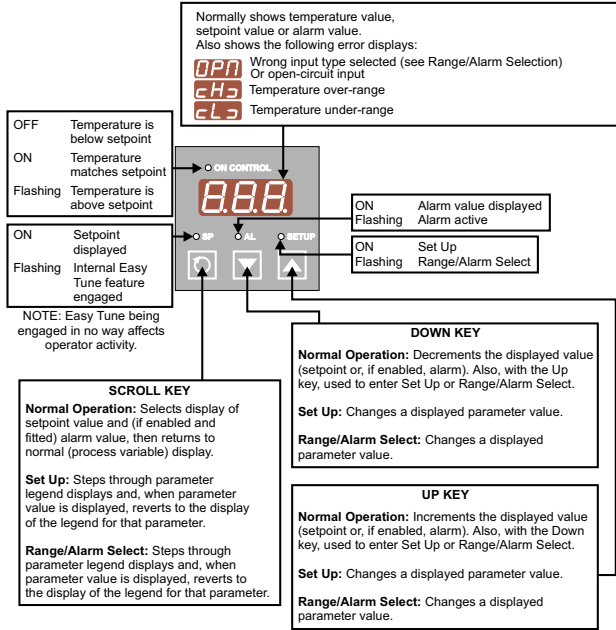 Normally shows temperature value,
setpoint value or alarm value.
Also shows the following error displays:
OPN Wrong input type selected (see Range/Alarm Selection)
Or open-circuit input
cHɔ Temperature over-range
cLɔ Temperature under-range
OFF Temperature is
below setpoint
ON Temperature
matches setpoint
Flashing Temperature is
above setpoint
ON CONTROL
8.8.8.
SP AL SETUP
ON Alarm value displayed
Flashing Alarm active
ON Set Up
Flashing Range/Alarm Select
ON Setpoint
displayed
Flashing Internal Easy
Tune feature
engaged
NOTE: Easy Tune being
engaged in no way affects
operator activity.
DOWN KEY
Normal Operation: Decrements the displayed value
(setpoint or, if enabled, alarm). Also, with the Up
key, used to enter Set Up or Range/Alarm Select.
Set Up: Changes a displayed parameter value.
Range/Alarm Select: Changes a displayed
parameter value.
SCROLL KEY
Normal Operation: Selects display of
setpoint value and (if enabled and
fitted) alarm value, then returns to
normal (process variable) display.
Set Up: Steps through parameter
legend displays and, when parameter
value is displayed, reverts to the display
of the legend for that parameter.
Range/Alarm Select: Steps through
parameter legend displays and, when
parameter value is displayed, reverts to
the display of the legend for that parameter.
UP KEY
Normal Operation: Increments the displayed value
(setpoint or, if enabled, alarm). Also, with the Down
key, used to enter Set Up or Range/Alarm Select.
Set Up: Changes a displayed parameter value.
Range/Alarm Select: Changes a displayed
parameter value.